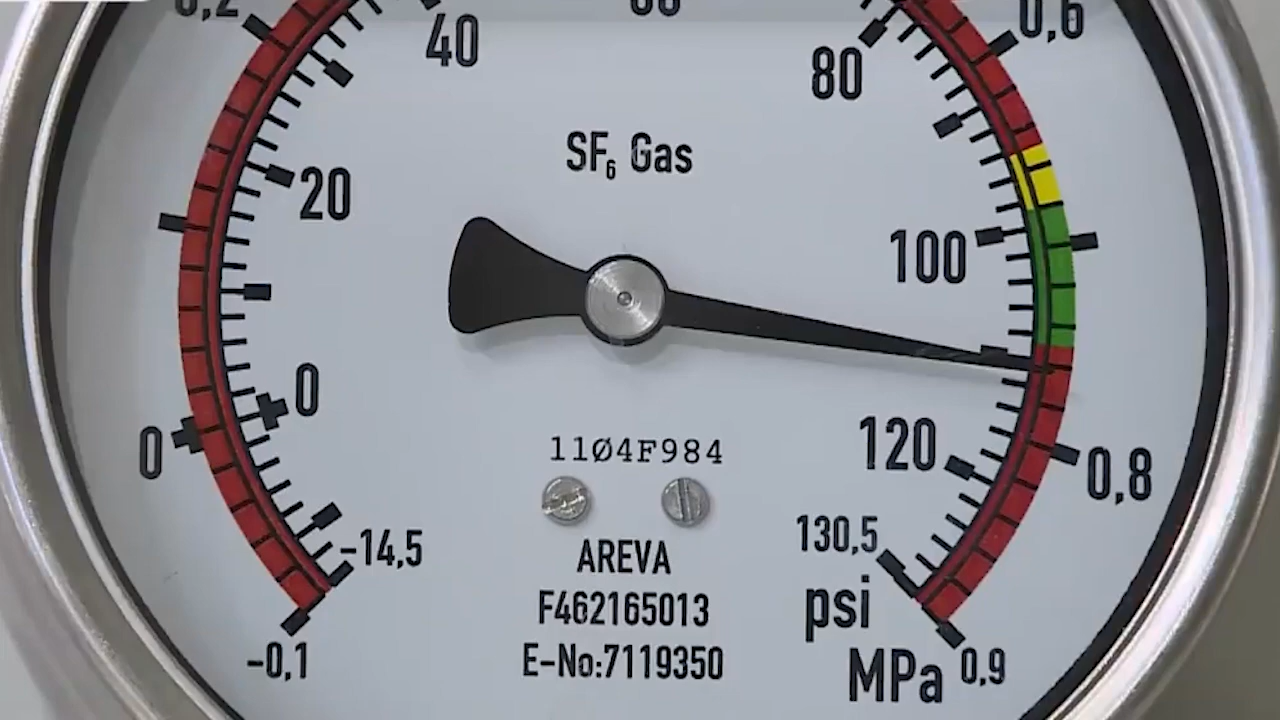 0,2
40
60
80
0,6
SF₆ Gas
20
100
0
0
120
0,8
11Ø4F984
-14,5
130,5
AREVA
F462165013
psi
E-No:7119350
-0,1
MPa
0,9